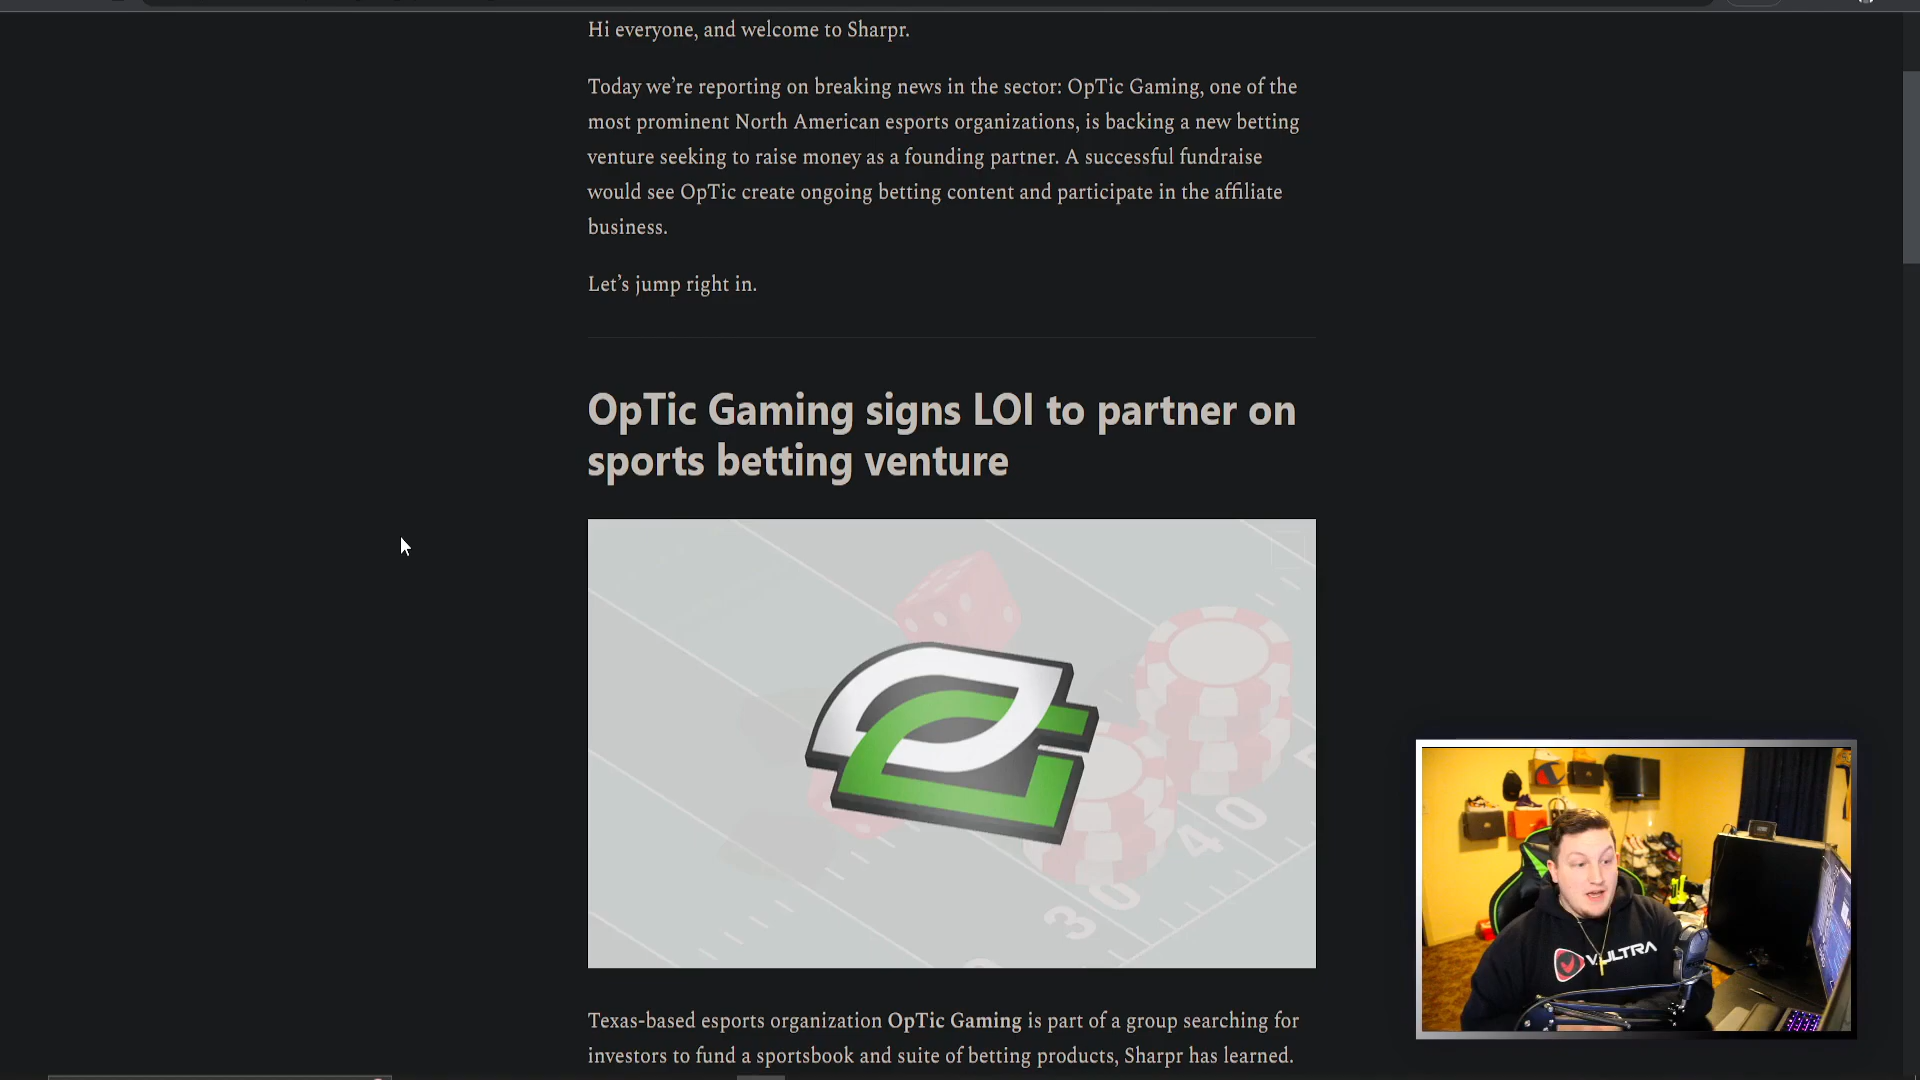 Hi everyone, and welcome to Sharpr.
Today we’re reporting on breaking news in the sector: OpTic Gaming, one of the
most prominent North American esports organizations, is backing a new betting
venture seeking to raise money as a founding partner. A successful fundraise
would see OpTic create ongoing betting content and participate in the affiliate
business.
Let’s jump right in.
OpTic Gaming signs LOI to partner on
sports betting venture
40
30
Texas-based esports organization OpTic Gaming is part of a group searching for
investors to fund a sportsbook and suite of betting products, Sharpr has learned.
VULTRA